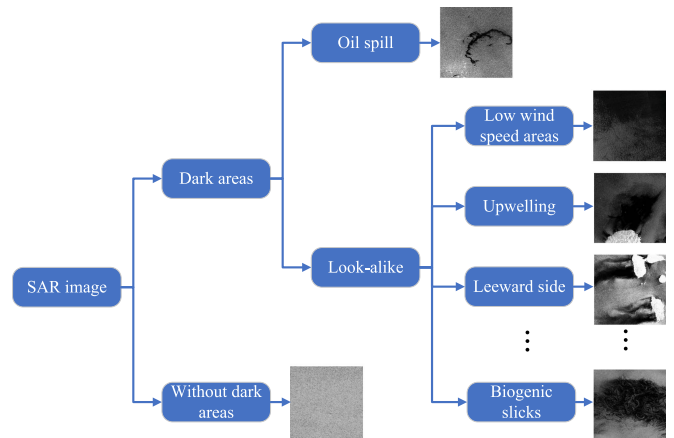 Oil spill
Low wind
speed areas
Dark areas
Upwelling
Look-alike
SAR image
Leeward side
Without dark
areas
Biogenic
slicks